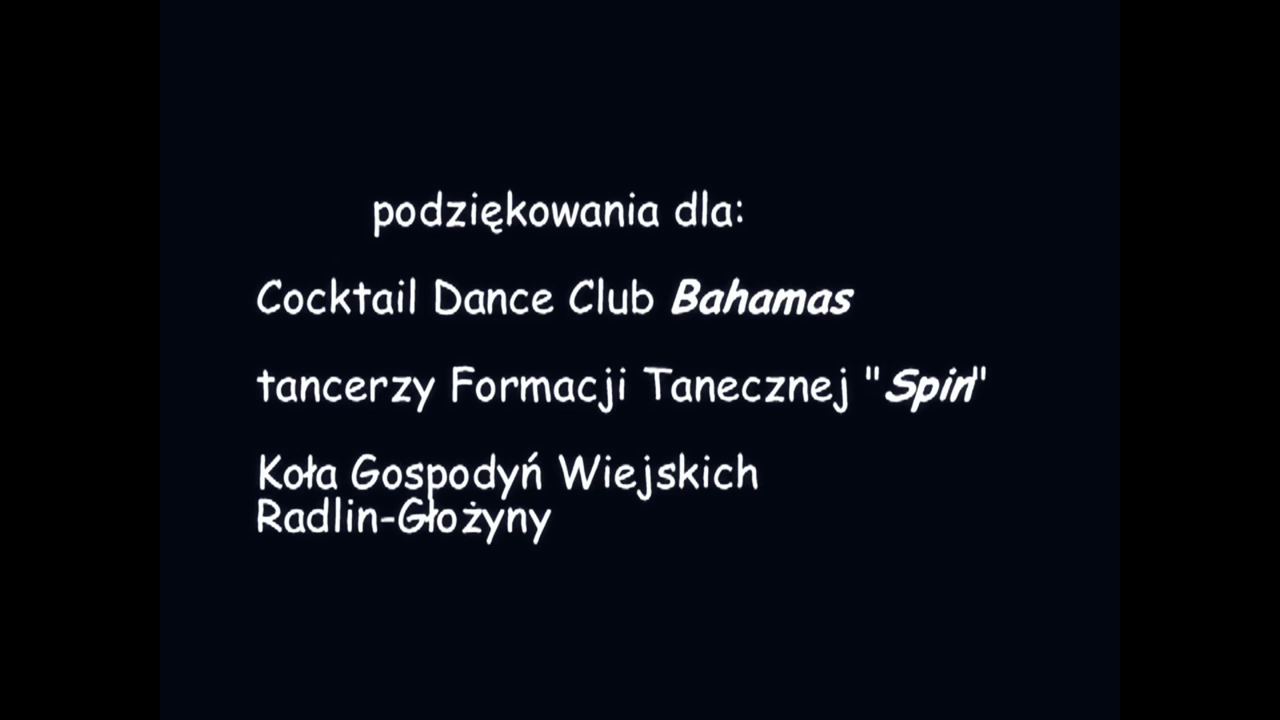 podziękowania dla:
Cocktail Dance Club Bahamas
tancerzy Formacji Tanecznej "Spin"
Koła Gospodyń Wiejskich
Radlin-Głożyny